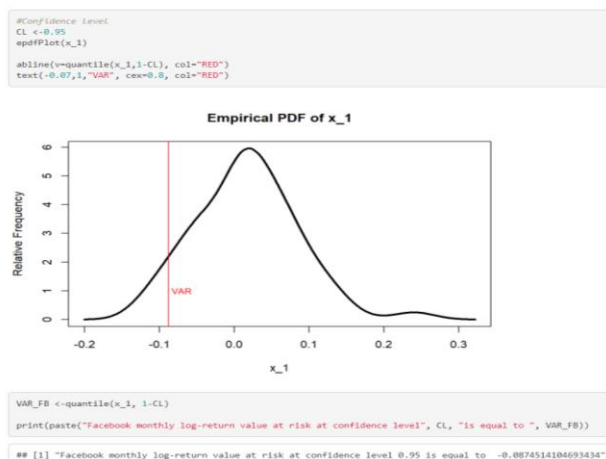 #Confidence Level
CL <-0.95
epdfPlot(x_1)
abline(v=quantile(x_1,1-CL), col="RED")
text(-0.07,1,"VAR", cex=0.8, col="RED")
Empirical PDF of x_1
Relative Frequency
6
5
4
3
2
1
0
VAR
-0.2 -0.1 0.0 0.1 0.2 0.3
x_1
VAR_FB <-quantile(x_1, 1-CL)
print(paste("Facebook monthly log-return value at risk at confidence level", CL, "is equal to ", VAR_FB))
## [1] "Facebook monthly log-return value at risk at confidence level 0.95 is equal to  -0.0874514104693434"